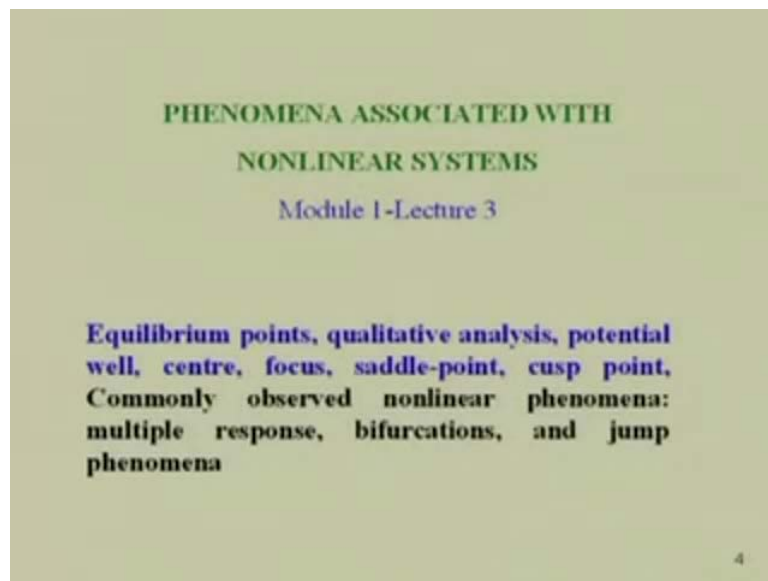 PHENOMENA ASSOCIATED WITH
NONLINEAR SYSTEMS
Module 1-Lecture 3
Equilibrium points, qualitative analysis, potential
well, centre, focus, saddle-point, cusp point,
Commonly observed nonlinear phenomena:
multiple response, bifurcations, and jump
phenomena
4